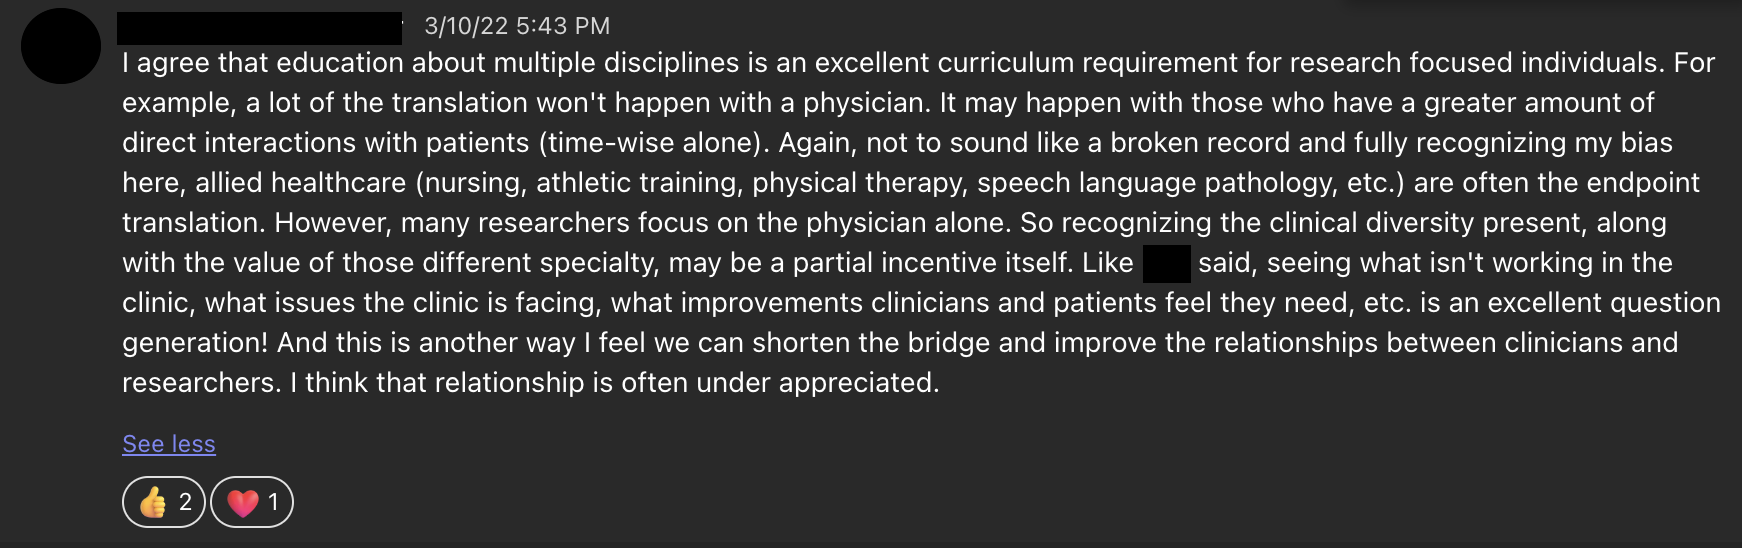 3/10/22 5:43 PM
I agree that education about multiple disciplines is an excellent curriculum requirement for research focused individuals. For
example, a lot of the translation won't happen with a physician. It may happen with those who have a greater amount of
direct interactions with patients (time-wise alone). Again, not to sound like a broken record and fully recognizing my bias
here, allied healthcare (nursing, athletic training, physical therapy, speech language pathology, etc.) are often the endpoint
translation. However, many researchers focus on the physician alone. So recognizing the clinical diversity present, along
with the value of those different specialty, may be a partial incentive itself. Like said, seeing what isn't working in the
clinic, what issues the clinic is facing, what improvements clinicians and patients feel they need, etc. is an excellent question
generation! And this is another way I feel we can shorten the bridge and improve the relationships between clinicians and
researchers. I think that relationship is often under appreciated.
See less
2 1